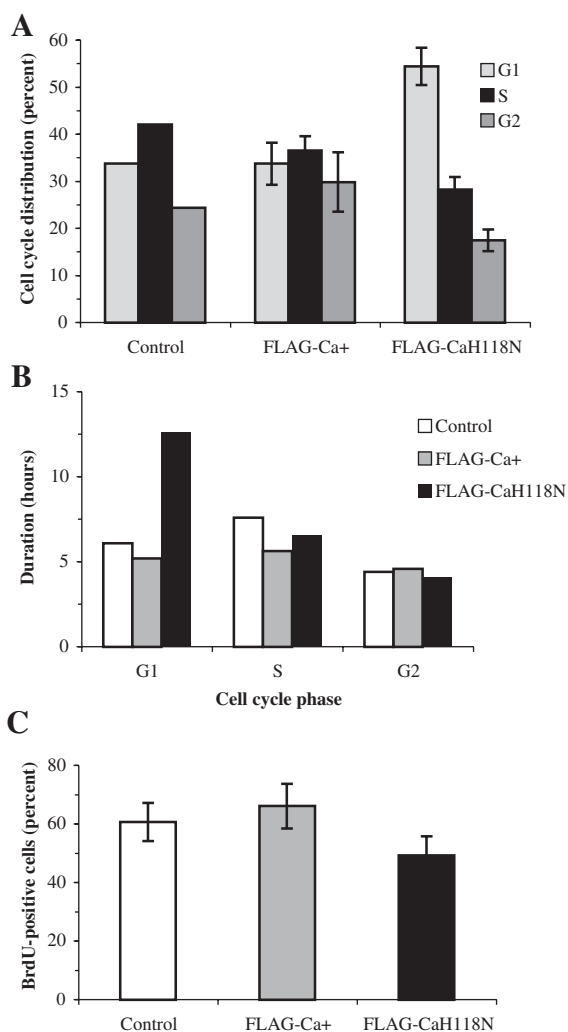 A
Cell cycle distribution (percent)
60
50
40
30
20
10
0
G1
S
G2
Control
FLAG-Ca+
FLAG-CaH118N
B
Duration (hours)
15
10
5
0
Control
FLAG-Ca+
FLAG-CaH118N
G1
S
G2
Cell cycle phase
C
BrdU-positive cells (percent)
80
60
40
20
0
Control
FLAG-Ca+
FLAG-CaH118N